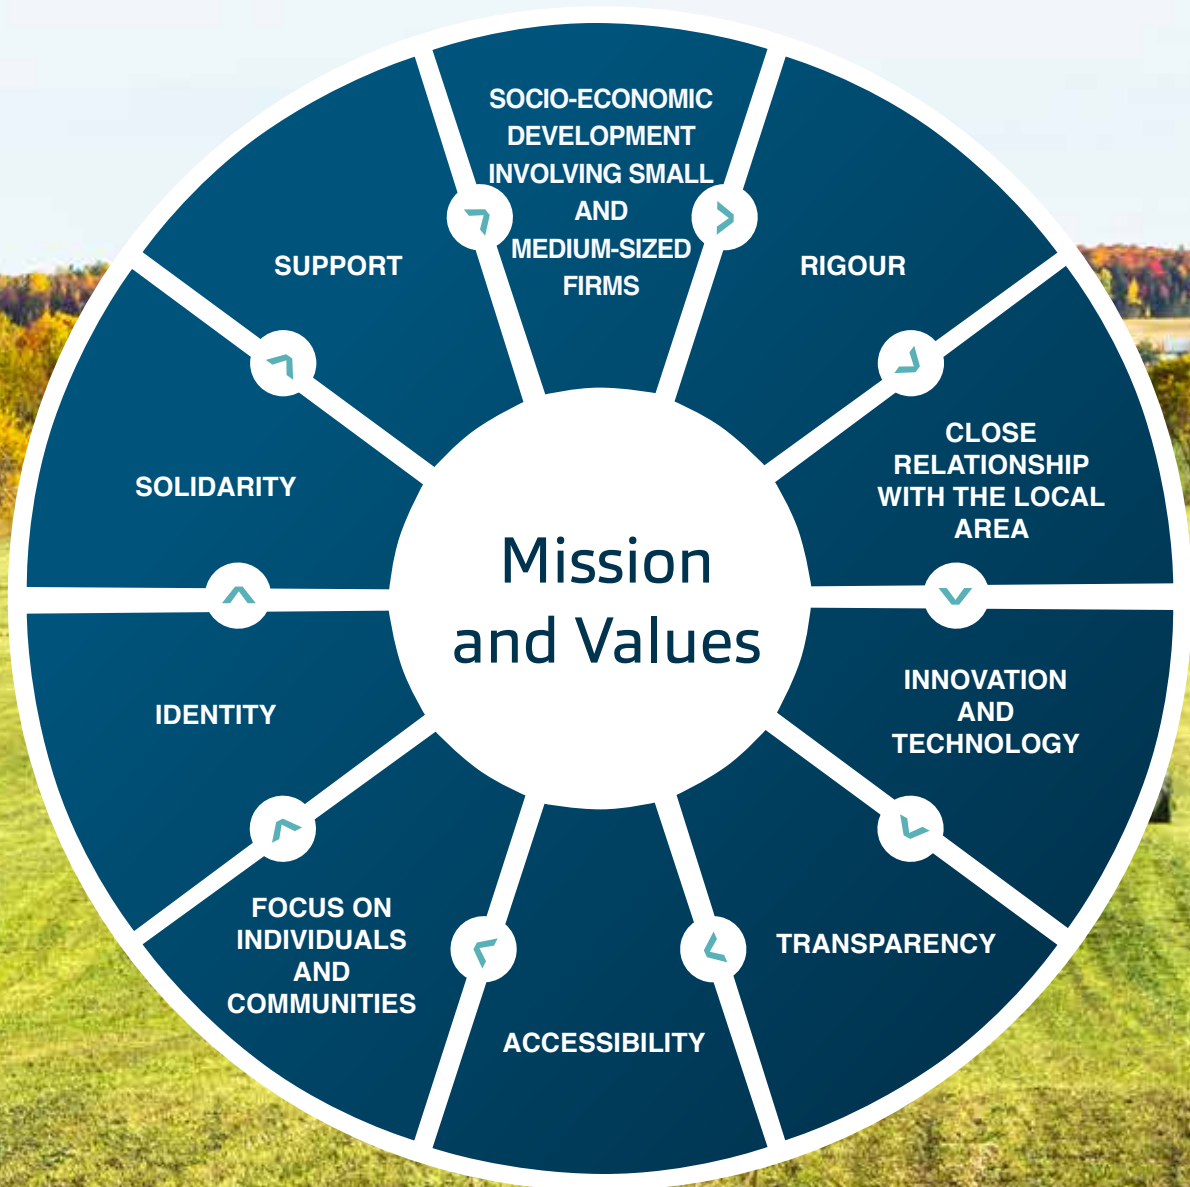 Mission
and Values
SOCIO-ECONOMIC
DEVELOPMENT
INVOLVING SMALL
AND
MEDIUM-SIZED
FIRMS
RIGOUR
CLOSE
RELATIONSHIP
WITH THE LOCAL
AREA
INNOVATION
AND
TECHNOLOGY
TRANSPARENCY
ACCESSIBILITY
FOCUS ON
INDIVIDUALS
AND
COMMUNITIES
IDENTITY
SOLIDARITY
SUPPORT